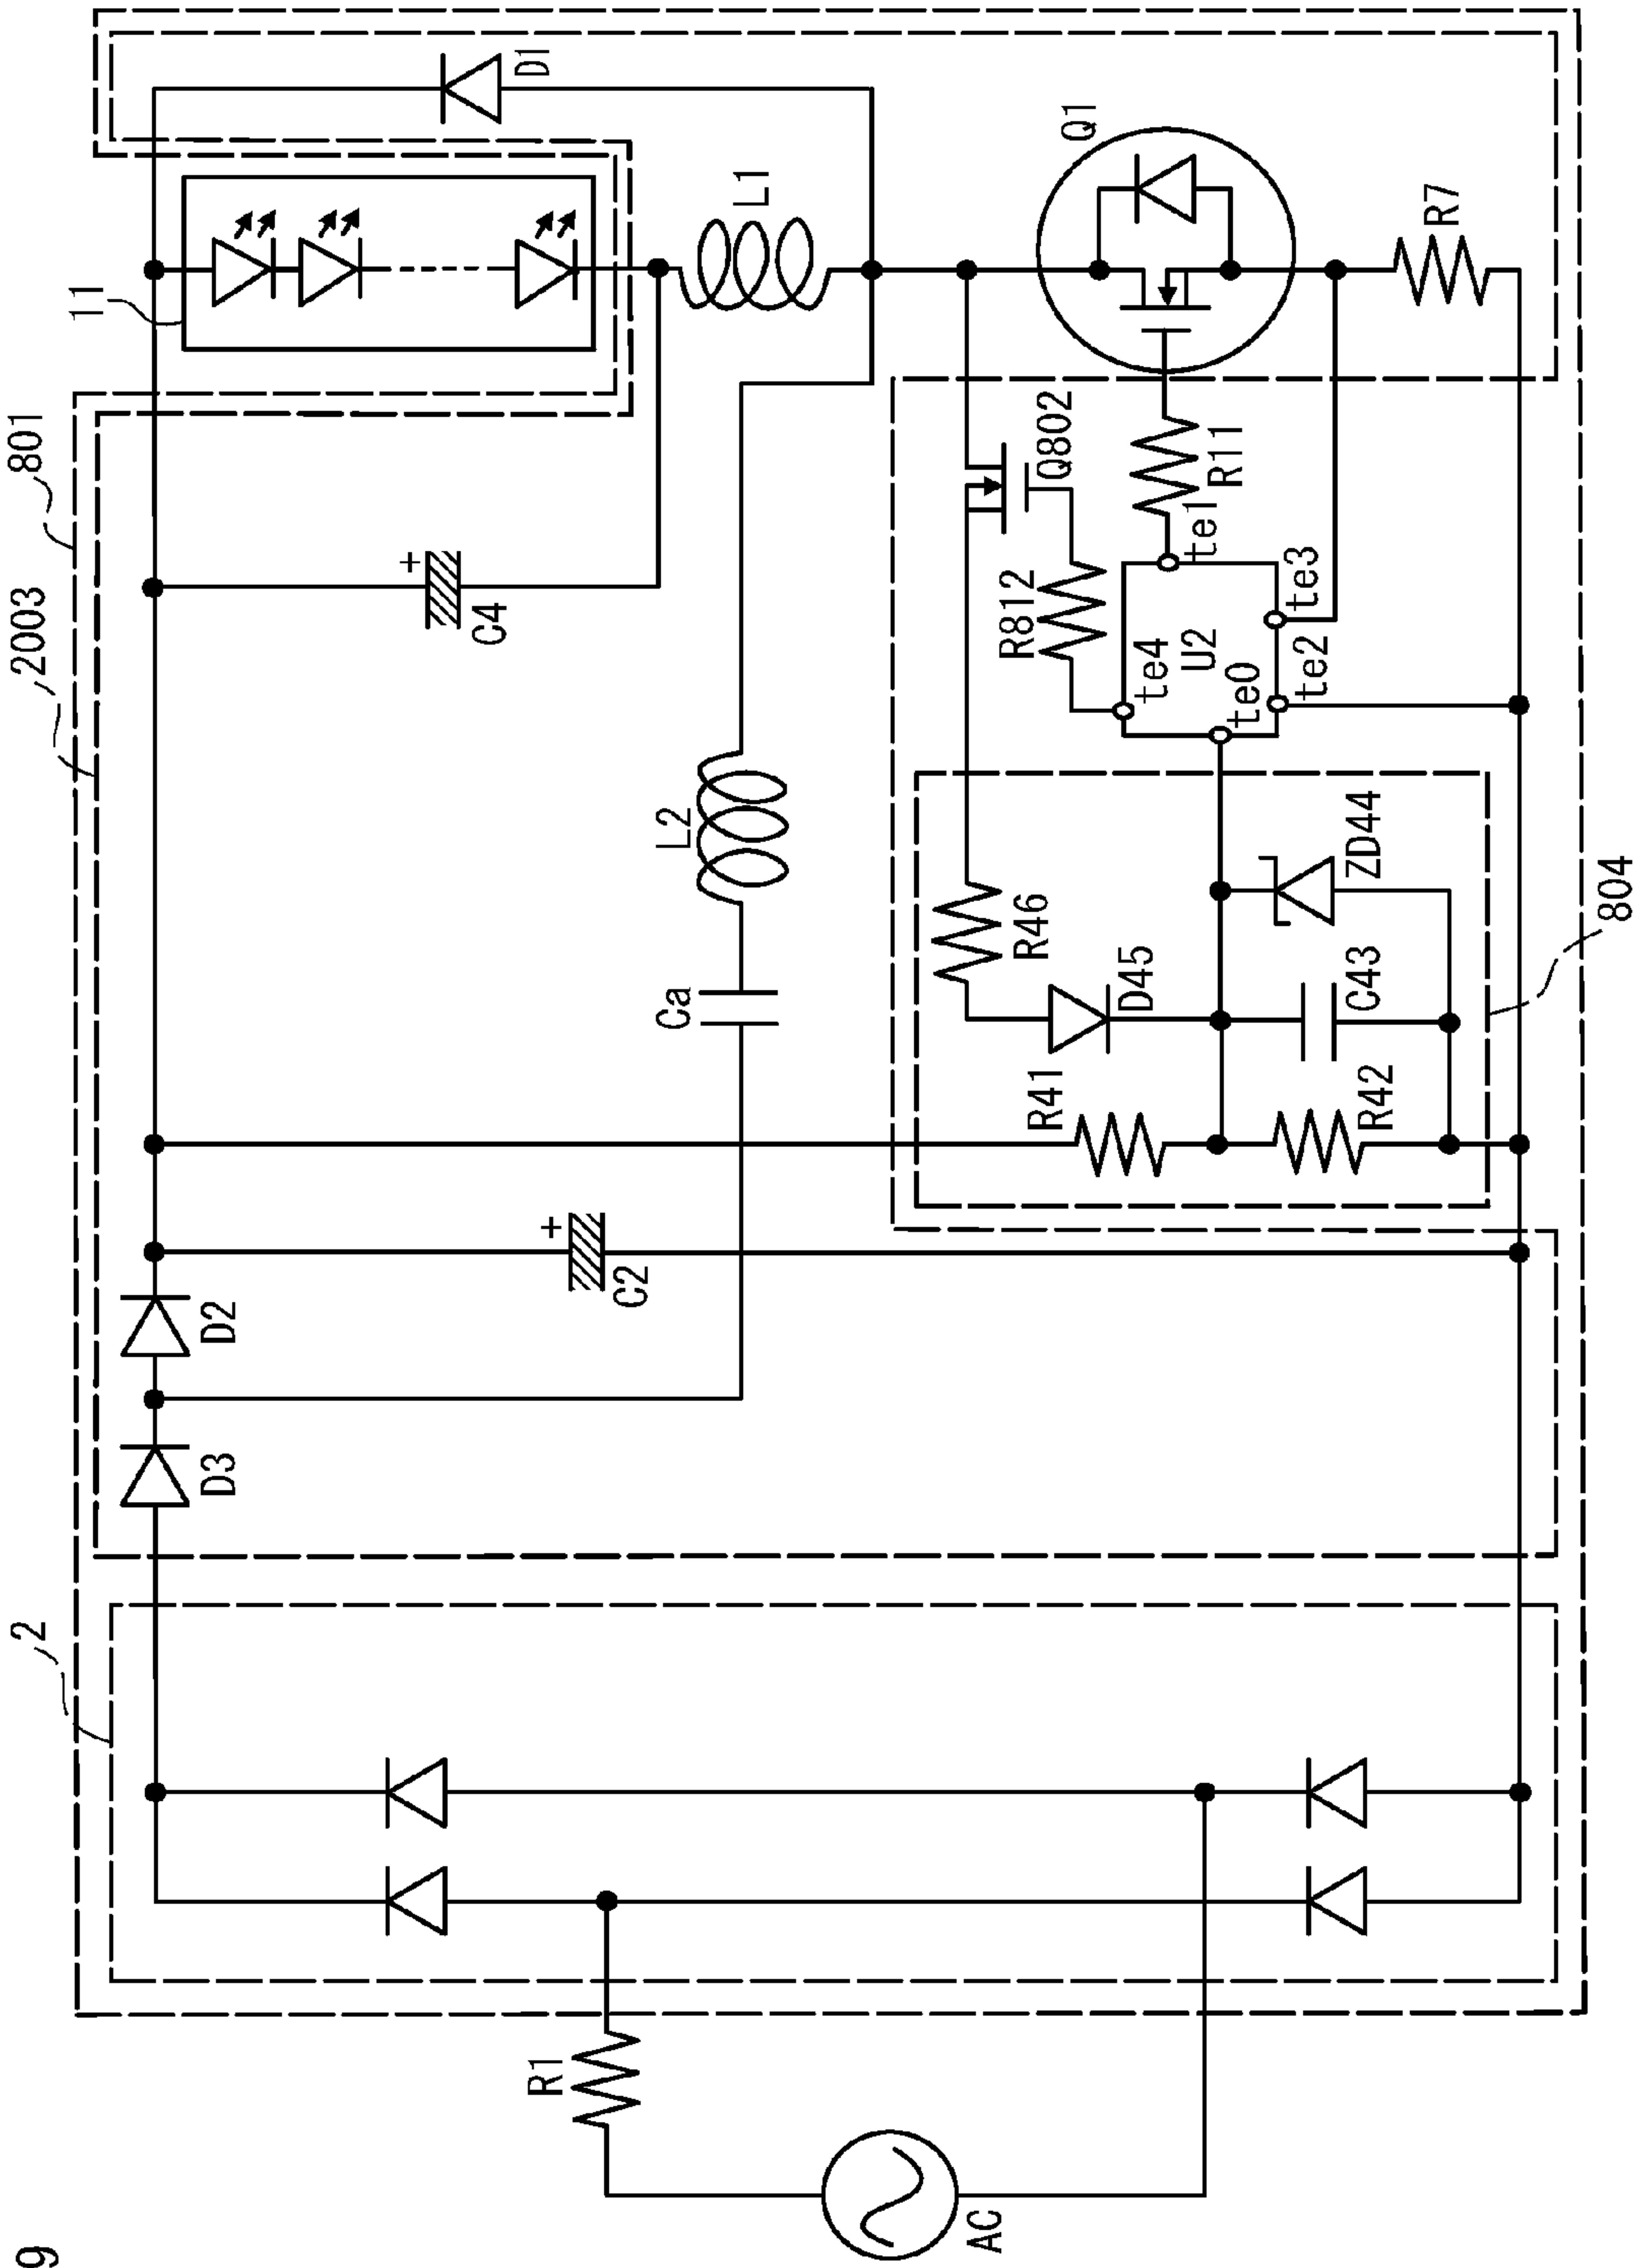 9
2
2003
801
11
D1
D3
D2
C2
C4
L1
Q1
R7
L2
Ca
R1
AC
R41
R42
D45
R46
C43
ZD44
804
Q802
R812
R11
te4
te1
U2
te0
te2
te3